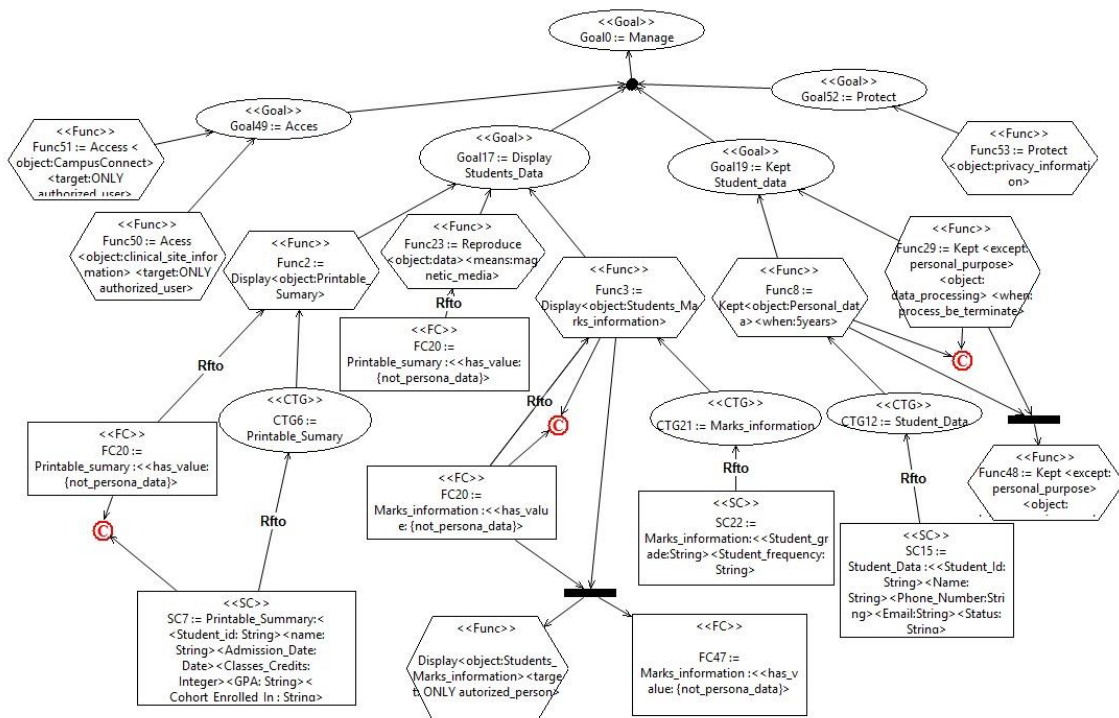 <<Goal>>
Goal0 := Manage
<<Goal>>
Goal52 := Protect
<<Goal>>
Goal49 := Acces
<<Func>>
Func51 := Access <
object:CampusConnect>
<target:ONLY
authorized_user>
<<Goal>>
Goal17 := Display
Students_Data
<<Goal>>
Goal19 := Kept
Student_data
<<Func>>
Func53 := Protect
<object:privacy_informati
on>
<<Func>>
Func50 := Acess
<object:clinical_site_infor
mation> <target:ONLY
authorized_user>
<<Func>>
Func2 :=
Display<object:Printable_
Sumary>
<<Func>>
Func23 := Reproduce
<object:data> <means:mag
netic_media>
<<Func>>
Func3 :=
Display<object:Students_Ma
rks_information>
<<Func>>
Func8 :=
Kept<object:Personal_dat
a><when:5years>
<<Func>>
Func29 := Kept <except:
personal_purpose>
<object:
data_processing> <when:
process_be_terminate>
Rfto
<<FC>>
FC20 :=
Printable_sumary :<<has_value:
{not_persona_data}>
C
Rfto
Rfto
<<CTG>>
CTG6 := Printable_Sumary
<<CTG>>
CTG21 := Marks_information
<<CTG>>
CTG12 := Student_Data
C
<<FC>>
FC20 :=
Printable_sumary :<<has_value:
{not_persona_data}>
<<FC>>
FC20 :=
Marks_information :<<has_valu
e: {not_persona_data}>
Rfto
Rfto
<<Func>>
Func48 := Kept <except:
personal_purpose>
<object:
C
Rfto
<<SC>>
SC22 :=
Marks_information:<<Student_gr
ade:String><Student_frequency:
String>
<<SC>>
SC15 :=
Student_Data :<<Student_Id:
String><Name:
String><Phone_Number:Stri
ng><Email:String><Status:
String>
<<SC>>
SC7 := Printable_Summary:<
<Student_id: String><name:
String><Admission_Date:
Date><Classes_Credits:
Integer><GPA: String><
Cohort_Enrolled_In : String>
<<Func>>
Display<object:Students_
Marks_information><targe
t: ONLY autorized_person>
<<FC>>
FC47 :=
Marks_information :<<has_v
alue: {not_persona_data}>